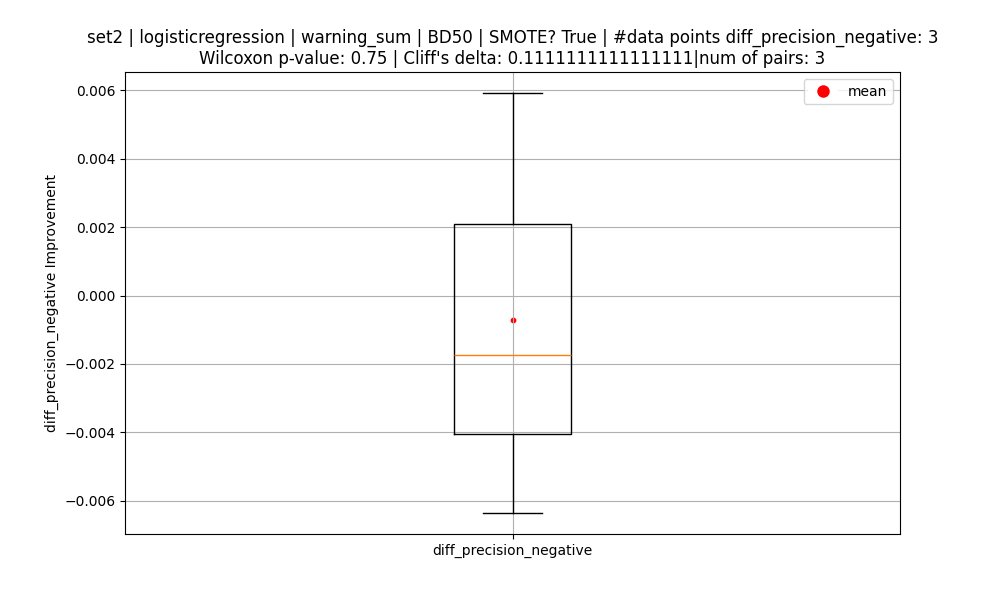 set2 | logisticregression | warning_sum | BD50 | SMOTE? True | #data points diff_precision_negative: 3
Wilcoxon p-value: 0.75 | Cliff's delta: 0.1111111111111111|num of pairs: 3
mean
0.006
0.004
0.002
0.000
−0.002
−0.004
−0.006
diff_precision_negative Improvement
diff_precision_negative